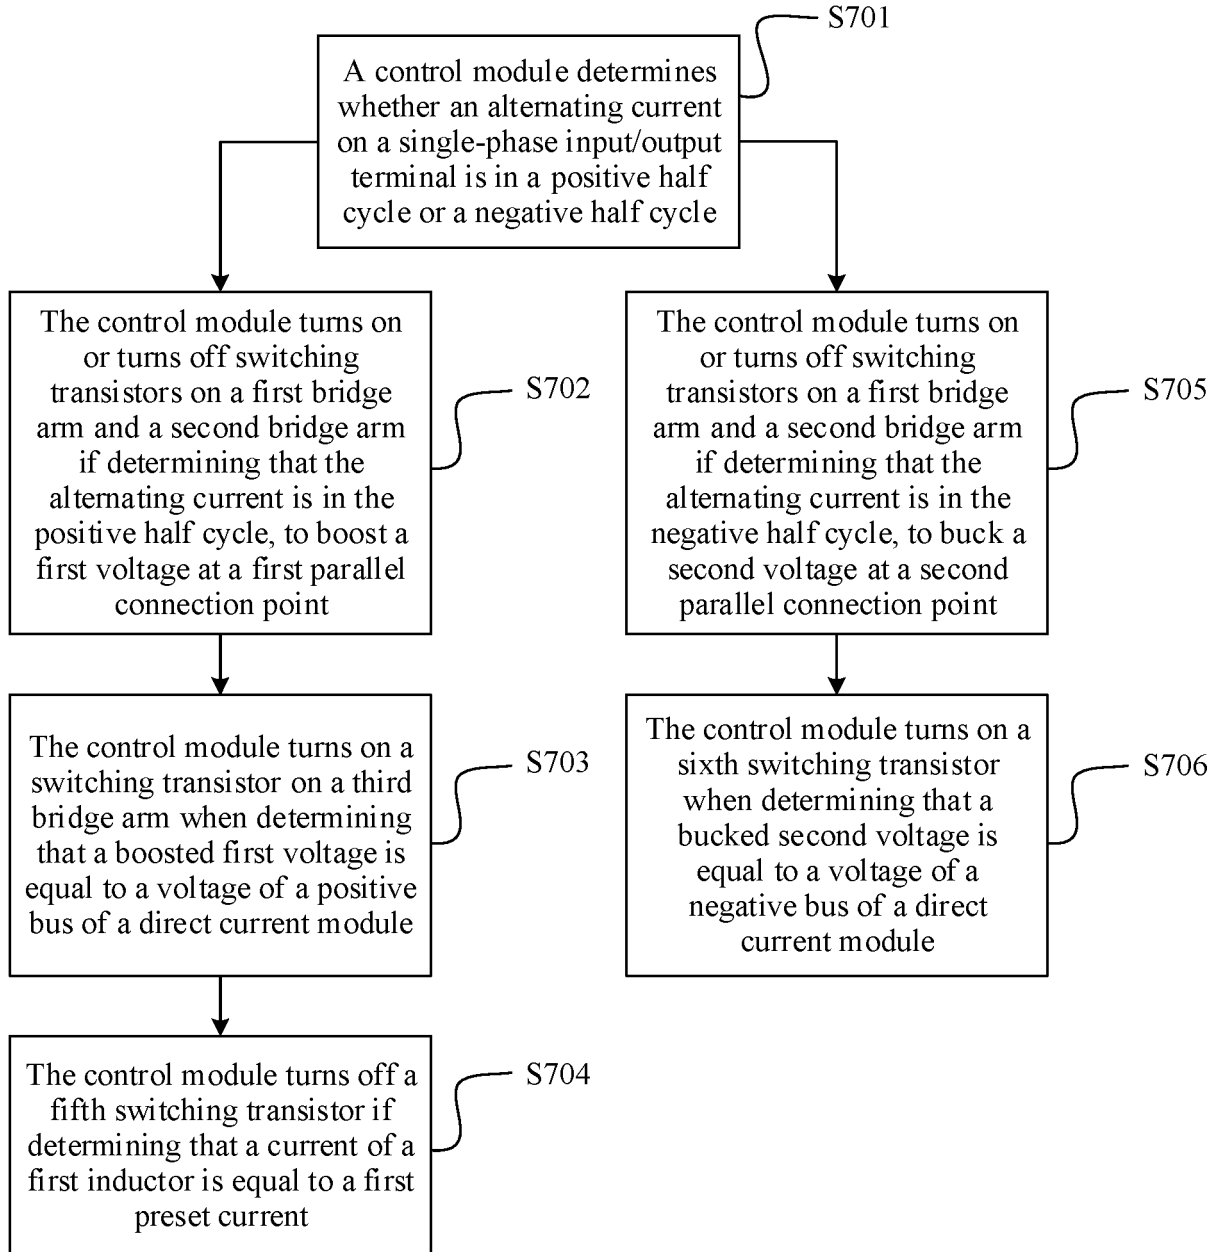 S701
A control module determines
whether an alternating current
on a single-phase input/output
terminal is in a positive half
cycle or a negative half cycle
The control module turns on
or turns off switching
transistors on a first bridge
arm and a second bridge arm
if determining that the
alternating current is in the
positive half cycle, to boost a
first voltage at a first parallel
connection point
S702
The control module turns on
or turns off switching
transistors on a first bridge
arm and a second bridge arm
if determining that the
alternating current is in the
negative half cycle, to buck a
second voltage at a second
parallel connection point
S705
The control module turns on a
switching transistor on a third
bridge arm when determining
that a boosted first voltage is
equal to a voltage of a positive
bus of a direct current module
S703
The control module turns on a
sixth switching transistor
when determining that a
bucked second voltage is
equal to a voltage of a
negative bus of a direct
current module
S706
The control module turns off a
fifth switching transistor if
determining that a current of a
first inductor is equal to a first
preset current
S704